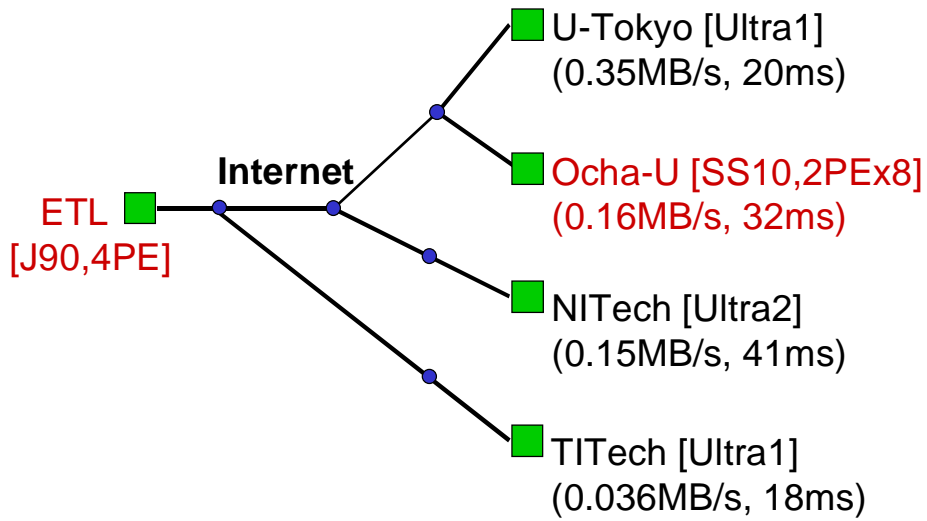 U-Tokyo [Ultra1]
(0.35MB/s, 20ms)
Internet
Ocha-U [SS10,2PEx8]
(0.16MB/s, 32ms)
ETL
[J90,4PE]
NITech [Ultra2]
(0.15MB/s, 41ms)
TITech [Ultra1]
(0.036MB/s, 18ms)